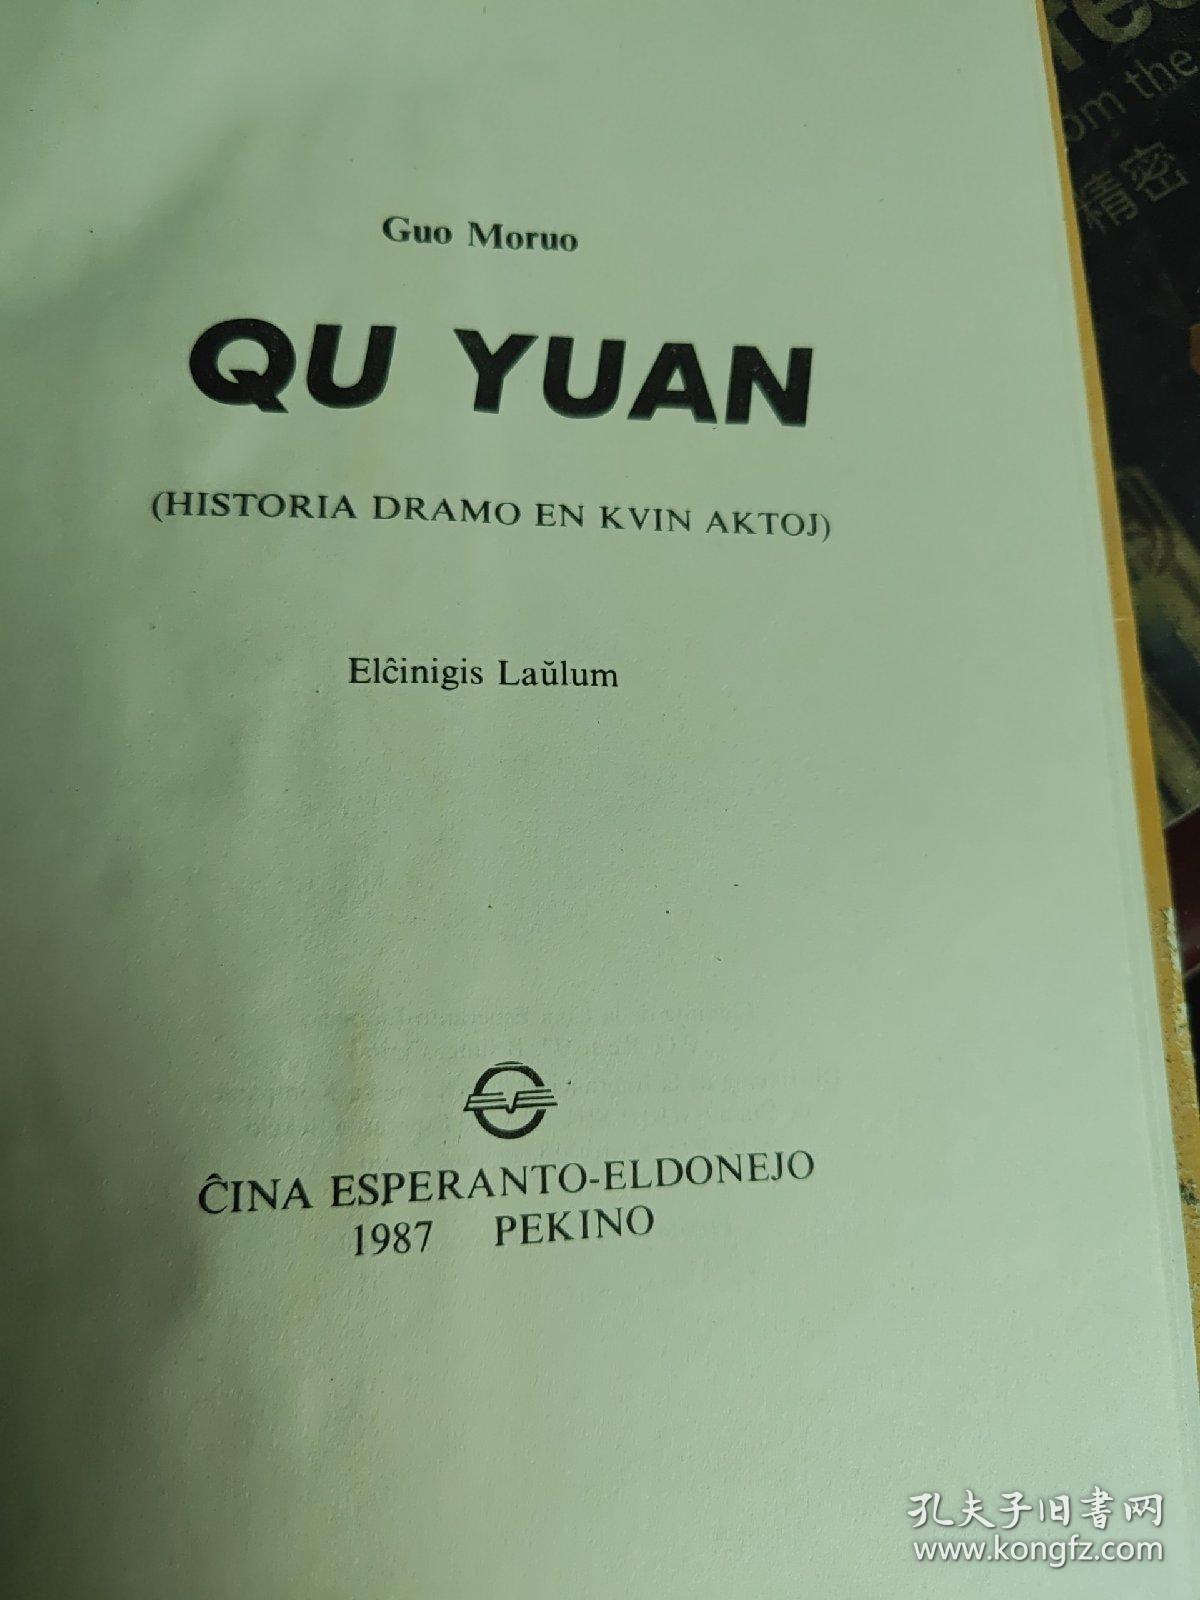 Guo Moruo
QU YUAN
(HISTORIA DRAMO EN KVIN AKTOJ)
Elĉinigis Laŭlum
ĈINA ESPERANTO-ELDONEJO
1987 PEKINO
the
精密
孔夫子旧书网
www.kongfz.com